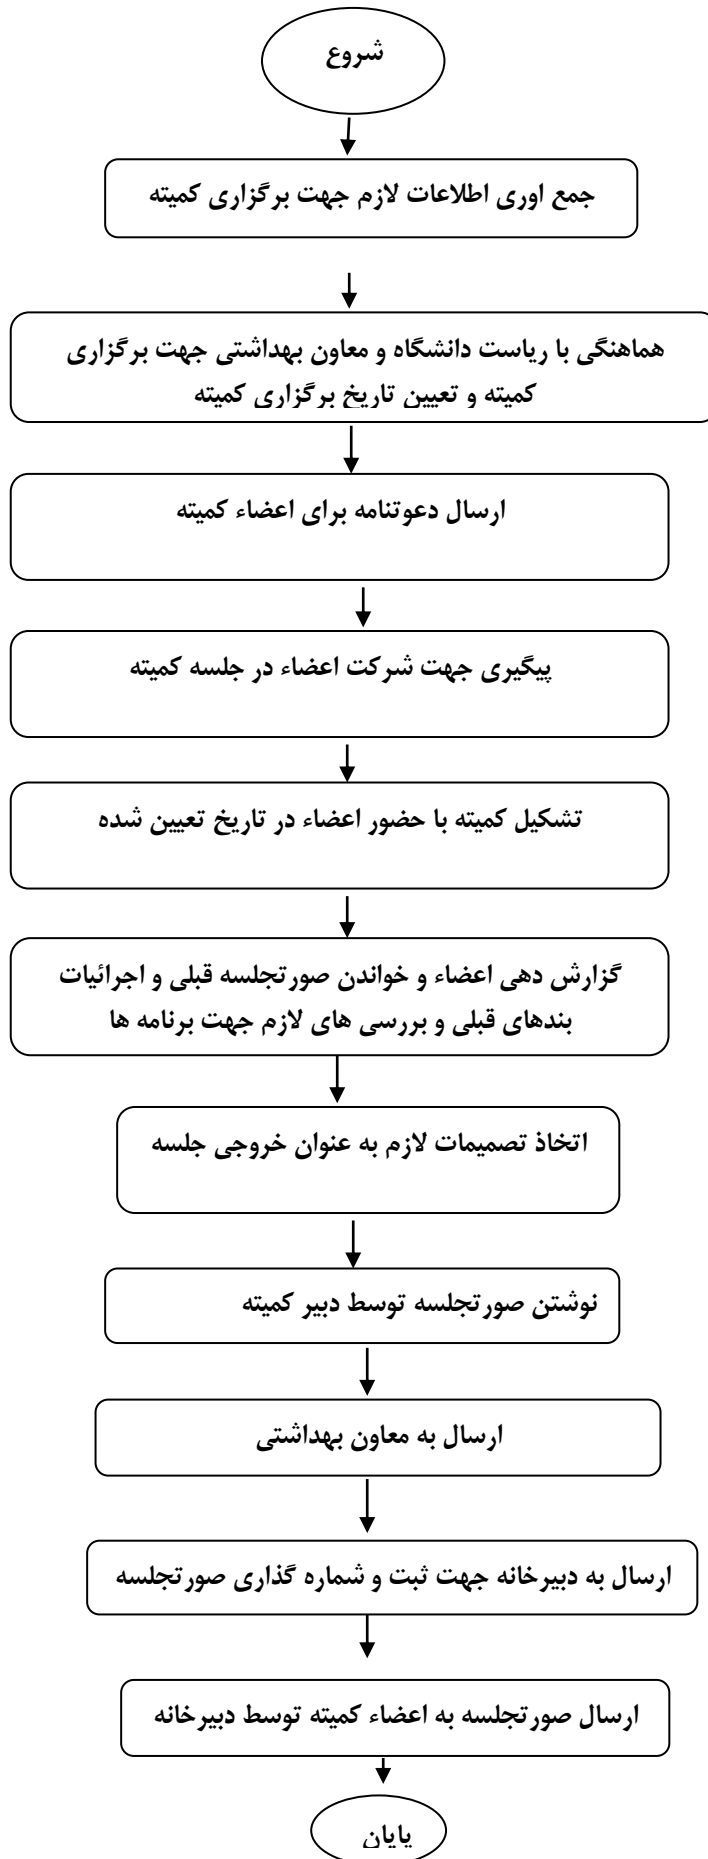 شروع
جمع اوری اطلاعات لازم جهت برگزاری کمیته
هماهنگی با ریاست دانشگاه و معاون بهداشتی جهت برگزاری
کمیته و تعیین تاریخ برگزاری کمیته
ارسال دعوتنامه برای اعضاء کمیته
پیگیری جهت شرکت اعضاء در جلسه کمیته
تشکیل کمیته با حضور اعضاء در تاریخ تعیین شده
گزارش دهی اعضاء و خواندن صورتجلسه قبلی و اجرائیات
بندهای قبلی و بررسی های لازم جهت برنامه ها
اتخاذ تصمیمات لازم به عنوان خروجی جلسه
نوشتن صورتجلسه توسط دبیر کمیته
ارسال به معاون بهداشتی
ارسال به دبیرخانه جهت ثبت و شماره گذاری صورتجلسه
ارسال صورتجلسه به اعضاء کمیته توسط دبیرخانه
پایان